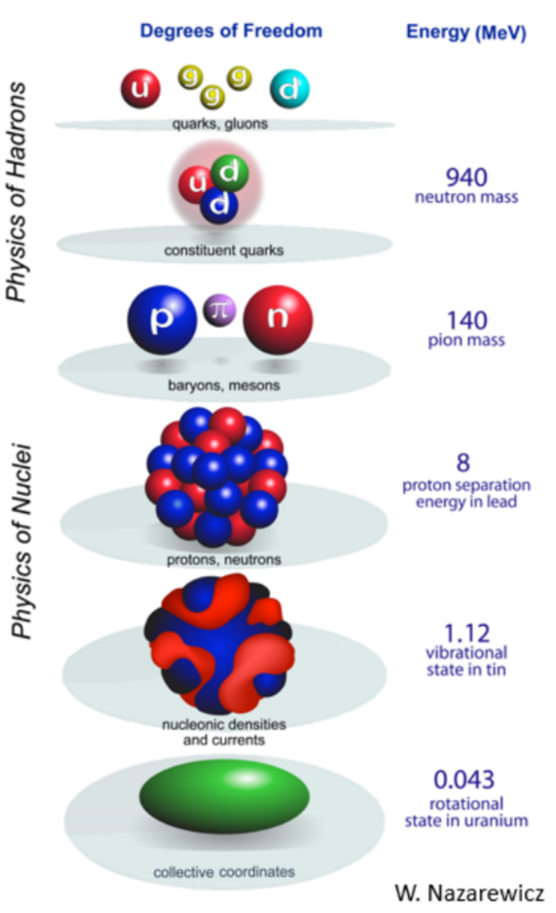 Degrees of Freedom
Energy (MeV)
Physics of Hadrons
u g g g d
quarks, gluons
u d d
constituent quarks
940
neutron mass
p π n
baryons, mesons
140
pion mass
Physics of Nuclei
protons, neutrons
8
proton separation
energy in lead
nucleonic densities
and currents
1.12
vibrational
state in tin
collective coordinates
0.043
rotational
state in uranium
W. Nazarewicz